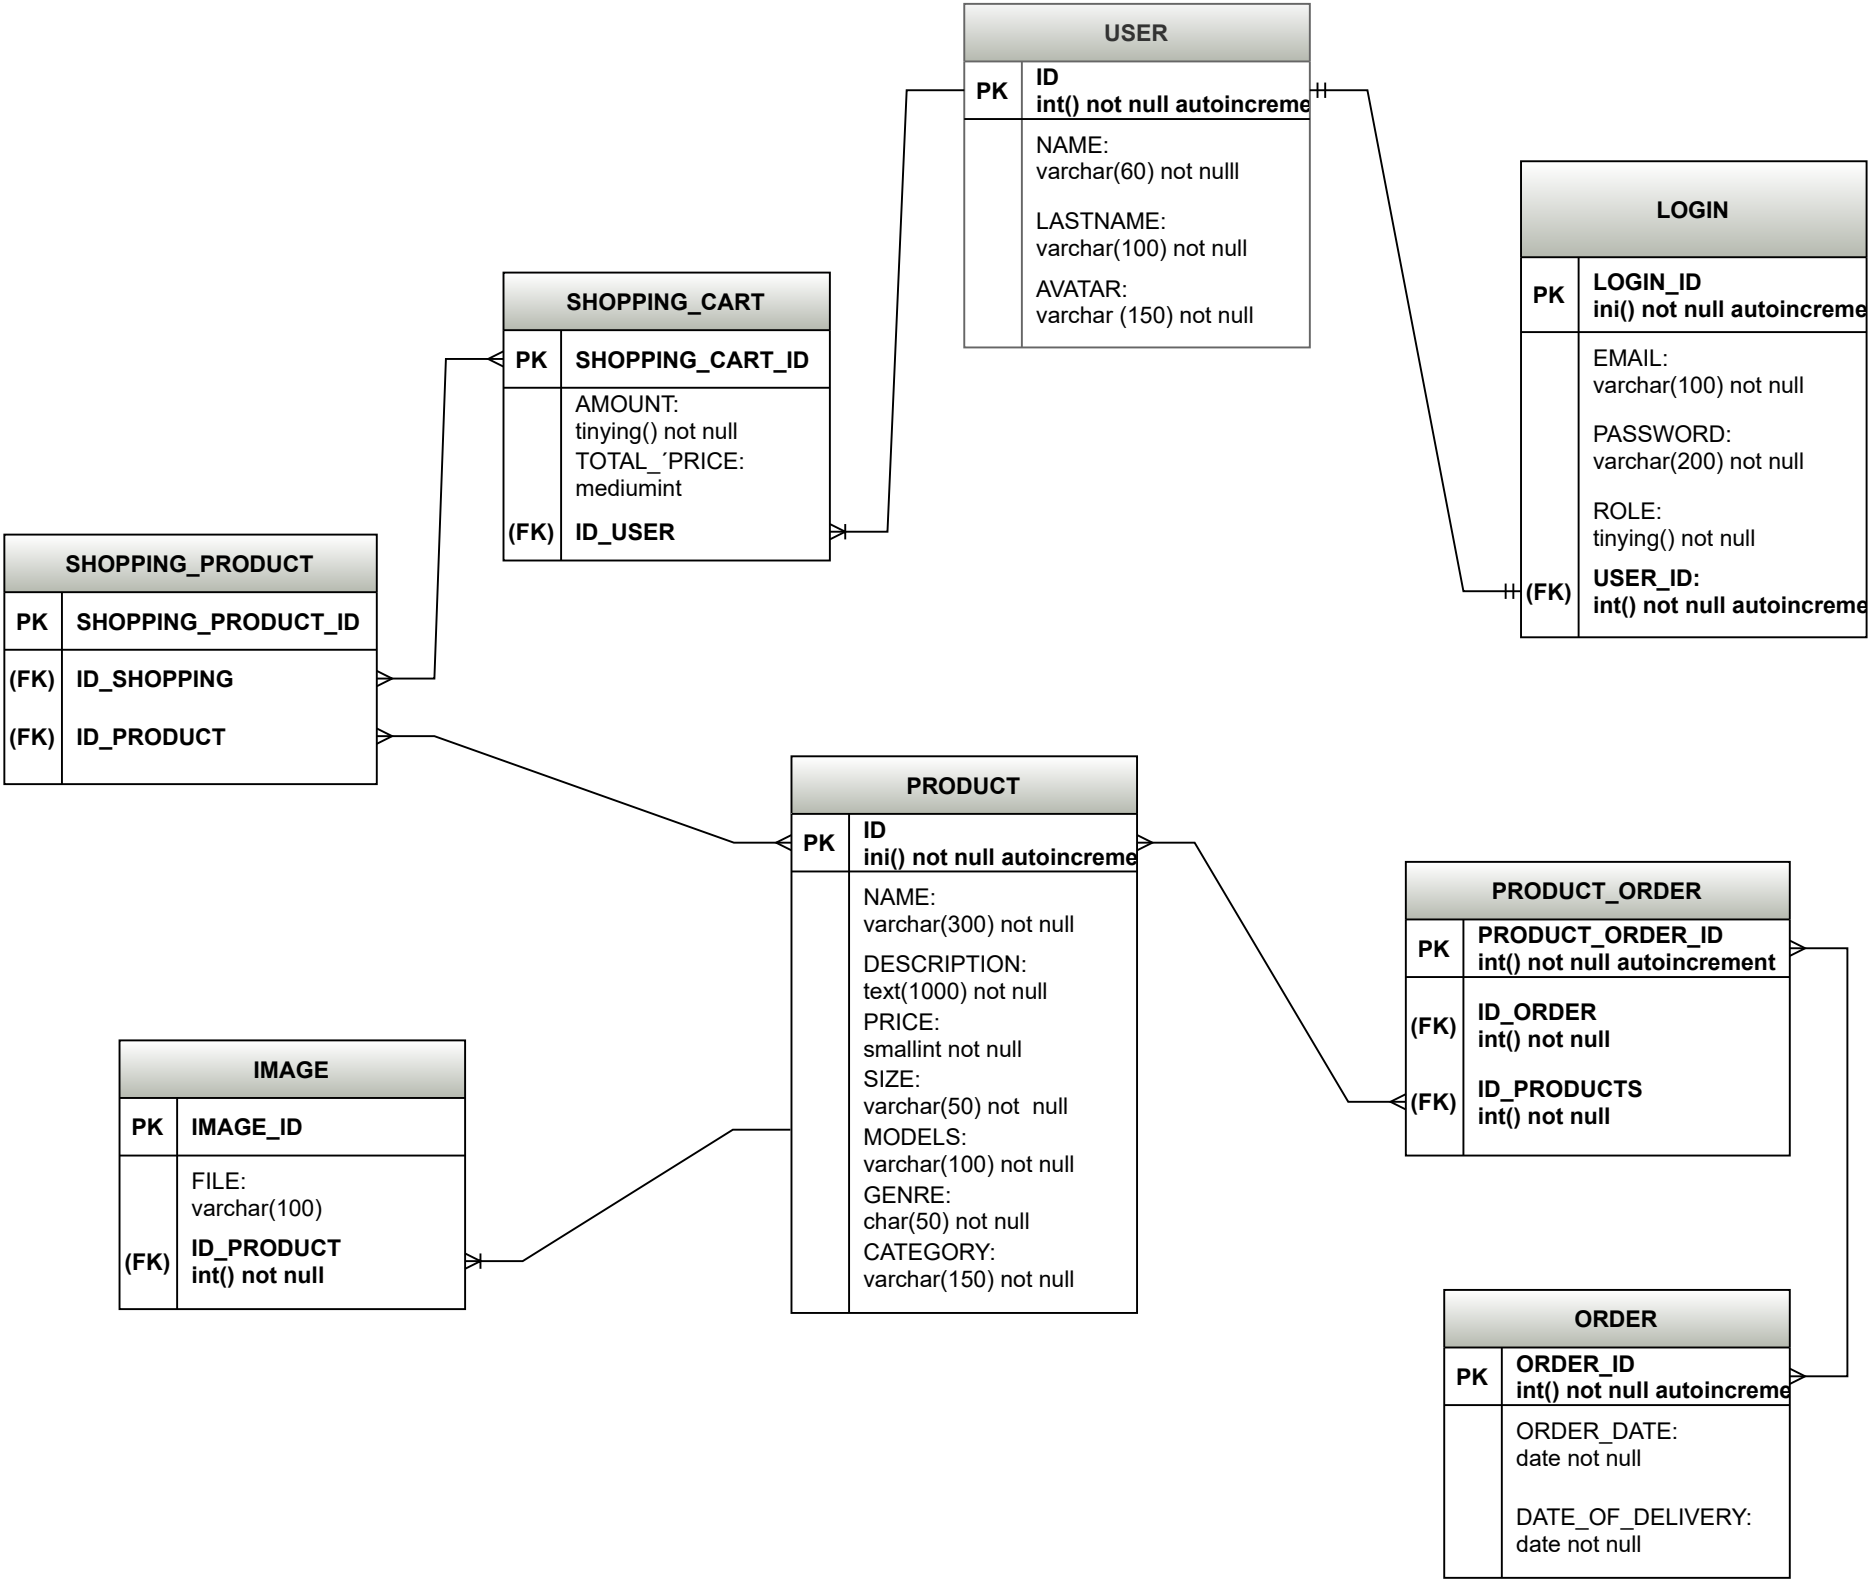 USER
PK
ID
int() not null autoincreme
NAME:
varchar(60) not nulll
LASTNAME:
varchar(100) not null
AVATAR:
varchar (150) not null
LOGIN
PK
LOGIN_ID
ini() not null autoincreme
EMAIL:
varchar(100) not null
PASSWORD:
varchar(200) not null
ROLE:
tinying() not null
(FK)
USER_ID:
int() not null autoincreme
SHOPPING_CART
PK
SHOPPING_CART_ID
AMOUNT:
tinying() not null
TOTAL_´PRICE:
mediumint
(FK)
ID_USER
SHOPPING_PRODUCT
PK
SHOPPING_PRODUCT_ID
(FK)
ID_SHOPPING
(FK)
ID_PRODUCT
PRODUCT
PK
ID
ini() not null autoincreme
NAME:
varchar(300) not null
DESCRIPTION:
text(1000) not null
PRICE:
smallint not null
SIZE:
varchar(50) not  null
MODELS:
varchar(100) not null
GENRE:
char(50) not null
CATEGORY:
varchar(150) not null
PRODUCT_ORDER
PK
PRODUCT_ORDER_ID
int() not null autoincrement
(FK)
ID_ORDER
int() not null
(FK)
ID_PRODUCTS
int() not null
IMAGE
PK
IMAGE_ID
FILE:
varchar(100)
(FK)
ID_PRODUCT
int() not null
ORDER
PK
ORDER_ID
int() not null autoincreme
ORDER_DATE:
date not null
DATE_OF_DELIVERY:
date not null